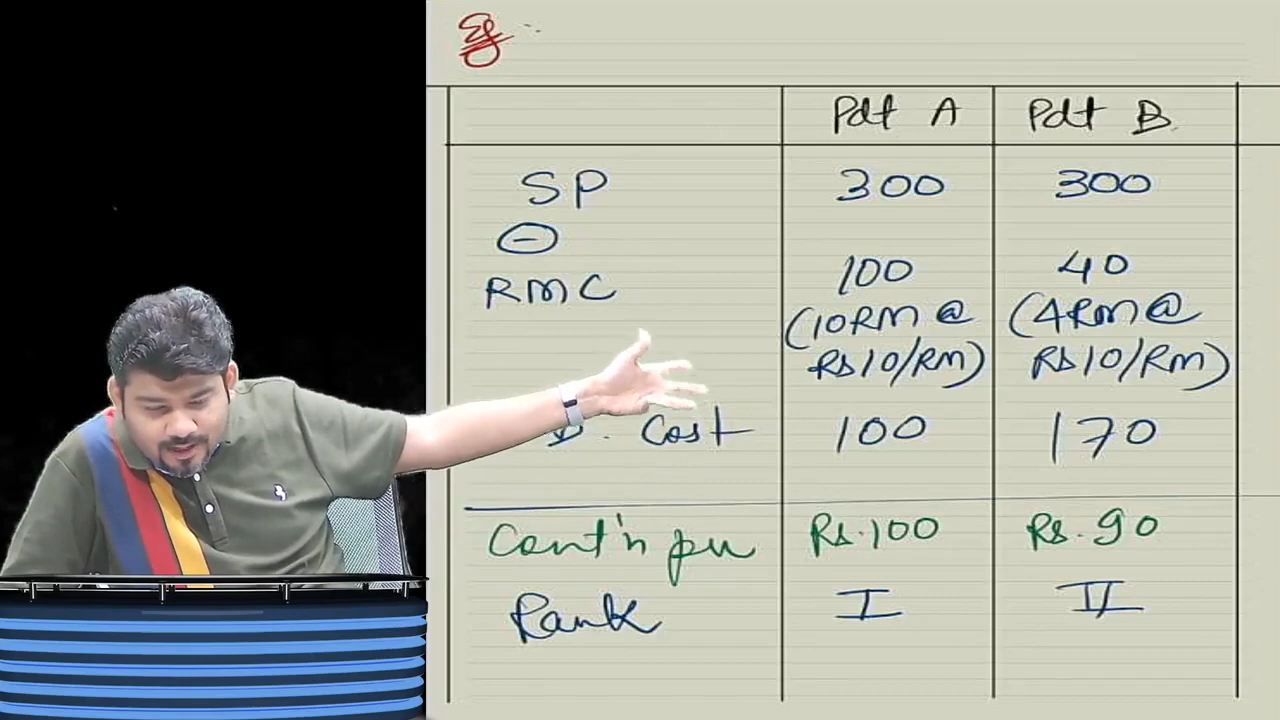 Eg :-
Pdt A Pdt B
SP 300 300
(-)
RMC 100 40
(10RM @ (4RM @
Rs10/RM) Rs10/RM)
Cost 100 170
Cont'n pu Rs.100 Rs.90
Rank I II